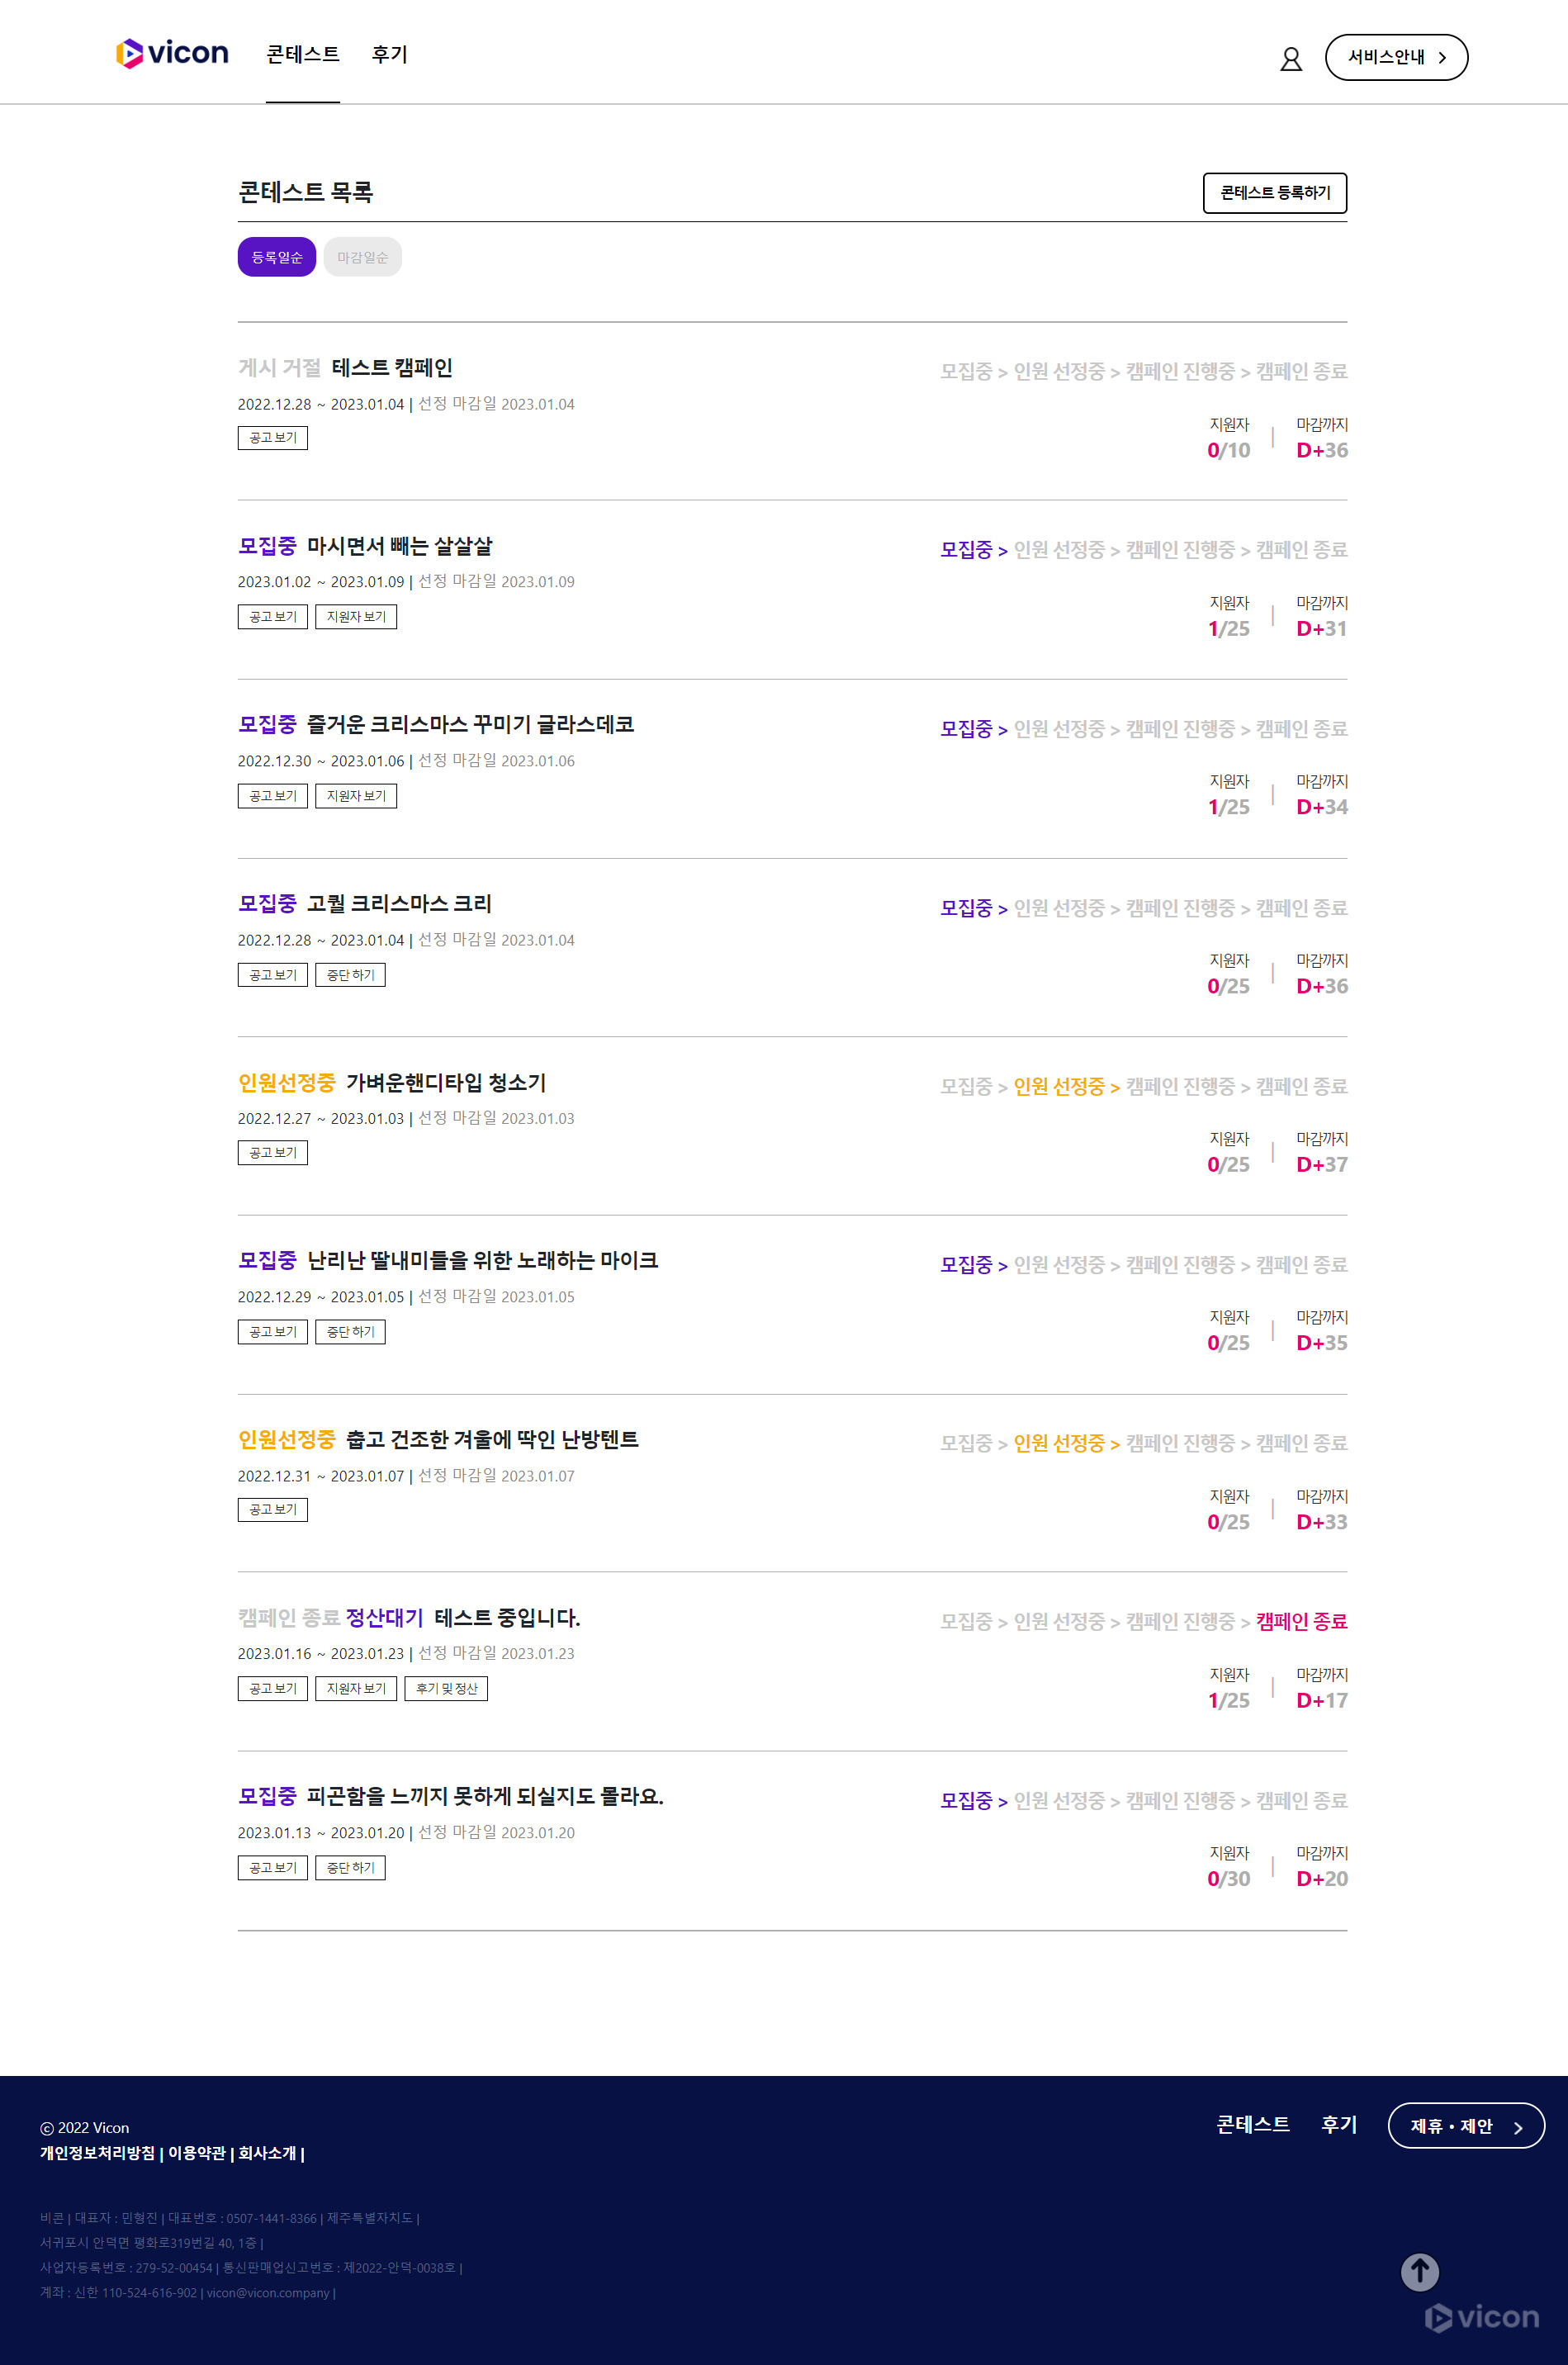 vicon 콘테스트 후기 서비스안내 >
콘테스트 목록 콘테스트 등록하기
등록일순 마감일순
게시 거절 테스트 캠페인 모집중 > 인원 선정중 > 캠페인 진행중 > 캠페인 종료
2022.12.28 ~ 2023.01.04 | 선정 마감일 2023.01.04
공고 보기
지원자 | 마감까지
0/10 D+36
모집중 마시면서 빼는 살살살 모집중 > 인원 선정중 > 캠페인 진행중 > 캠페인 종료
2023.01.02 ~ 2023.01.09 | 선정 마감일 2023.01.09
공고 보기 지원자 보기
지원자 | 마감까지
1/25 D+31
모집중 즐거운 크리스마스 꾸미기 글라스데코 모집중 > 인원 선정중 > 캠페인 진행중 > 캠페인 종료
2022.12.30 ~ 2023.01.06 | 선정 마감일 2023.01.06
공고 보기 지원자 보기
지원자 | 마감까지
1/25 D+34
모집중 고퀄 크리스마스 크리 모집중 > 인원 선정중 > 캠페인 진행중 > 캠페인 종료
2022.12.28 ~ 2023.01.04 | 선정 마감일 2023.01.04
공고 보기 중단 하기
지원자 | 마감까지
0/25 D+36
인원선정중 가벼운핸디타입 청소기 모집중 > 인원 선정중 > 캠페인 진행중 > 캠페인 종료
2022.12.27 ~ 2023.01.03 | 선정 마감일 2023.01.03
공고 보기
지원자 | 마감까지
0/25 D+37
모집중 난리난 딸내미들을 위한 노래하는 마이크 모집중 > 인원 선정중 > 캠페인 진행중 > 캠페인 종료
2022.12.29 ~ 2023.01.05 | 선정 마감일 2023.01.05
공고 보기 중단 하기
지원자 | 마감까지
0/25 D+35
인원선정중 춥고 건조한 겨울에 딱인 난방텐트 모집중 > 인원 선정중 > 캠페인 진행중 > 캠페인 종료
2022.12.31 ~ 2023.01.07 | 선정 마감일 2023.01.07
공고 보기
지원자 | 마감까지
0/25 D+33
캠페인 종료 정산대기 테스트 중입니다. 모집중 > 인원 선정중 > 캠페인 진행중 > 캠페인 종료
2023.01.16 ~ 2023.01.23 | 선정 마감일 2023.01.23
공고 보기 지원자 보기 후기 및 정산
지원자 | 마감까지
1/25 D+17
모집중 피곤함을 느끼지 못하게 되실지도 몰라요. 모집중 > 인원 선정중 > 캠페인 진행중 > 캠페인 종료
2023.01.13 ~ 2023.01.20 | 선정 마감일 2023.01.20
공고 보기 중단 하기
지원자 | 마감까지
0/30 D+20
ⓒ 2022 Vicon 콘테스트 후기 제휴 • 제안 >
개인정보처리방침 | 이용약관 | 회사소개 |
비콘 | 대표자 : 민형진 | 대표번호 : 0507-1441-8366 | 제주특별자치도 |
서귀포시 안덕면 평화로319번길 40, 1층 |
사업자등록번호 : 279-52-00454 | 통신판매업신고번호 : 제2022-안덕-0038호 |
계좌 : 신한 110-524-616-902 | vicon@vicon.company |
vicon